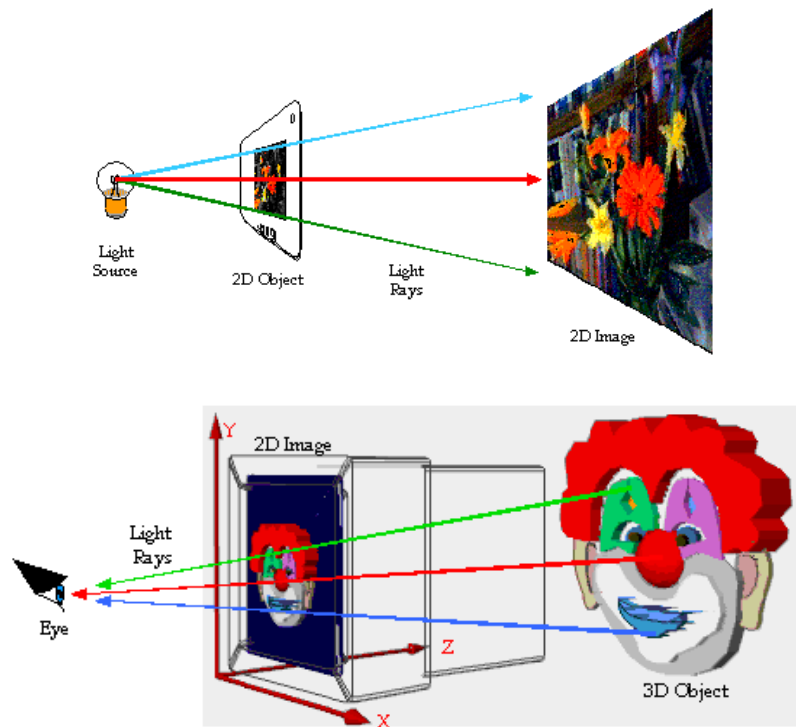 Light
Source
2D Object
Light
Rays
2D Image
Y
2D Image
Light
Rays
Eye
Z
X
3D Object